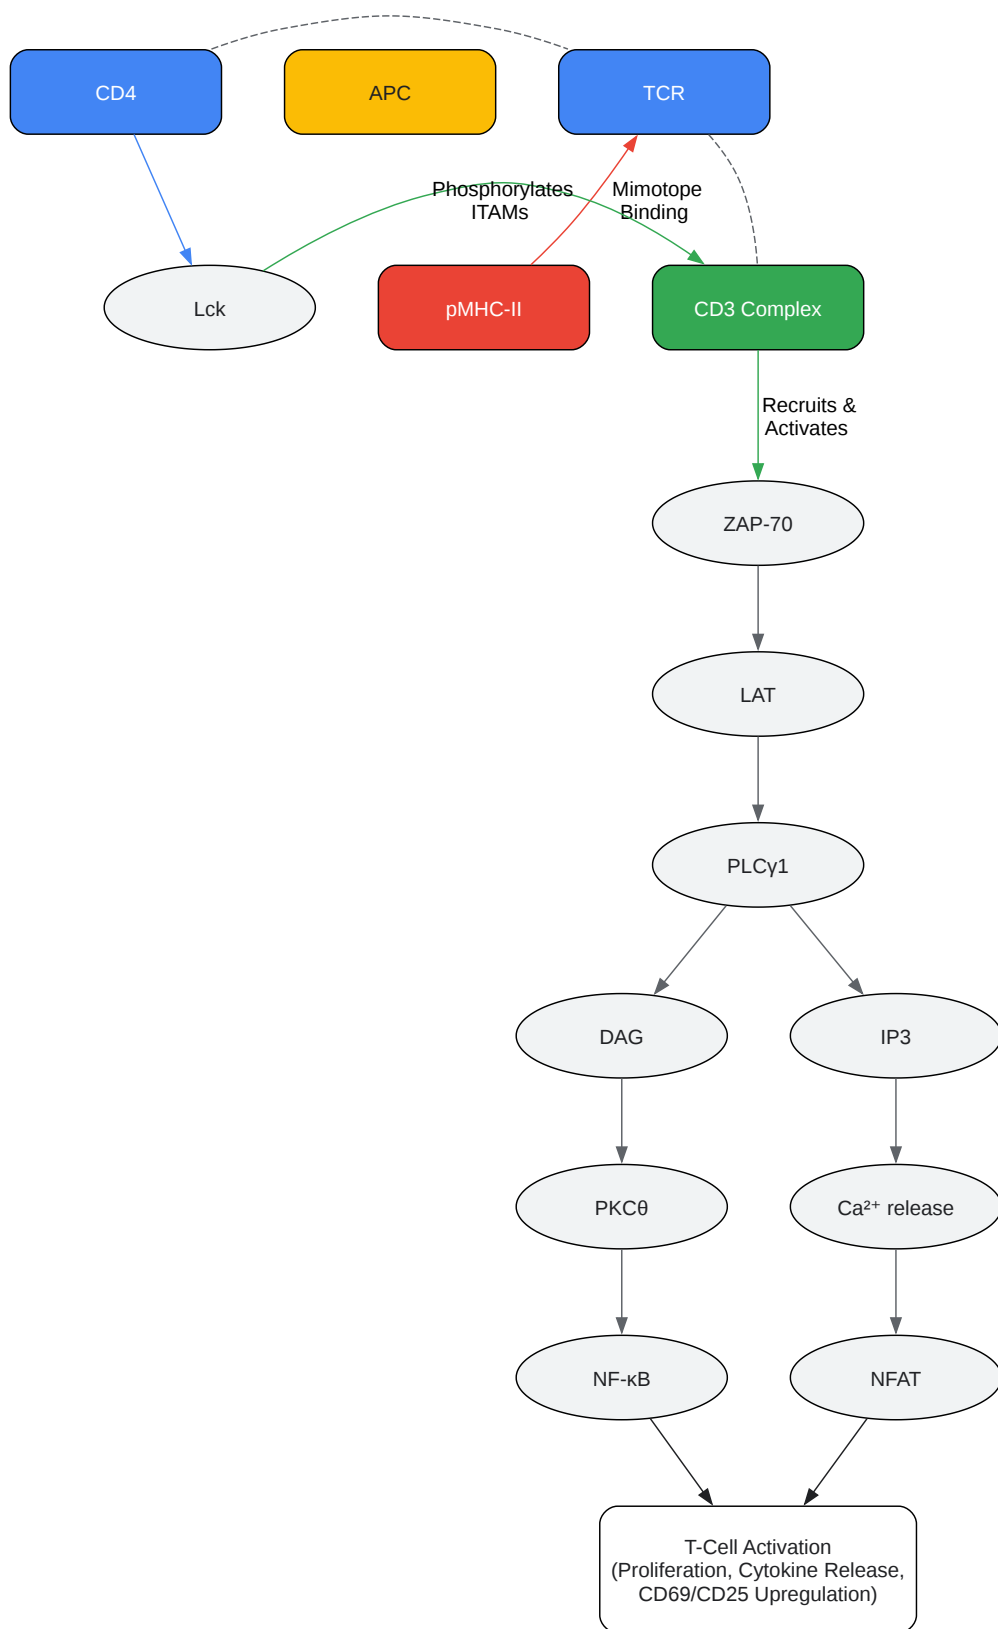 CD4
APC
TCR
Phosphorylates
ITAMs
Mimotope
Binding
Lck
pMHC-II
CD3 Complex
Recruits &
Activates
ZAP-70
LAT
PLCγ1
DAG
IP3
PKCθ
Ca²⁺ release
NF-κB
NFAT
T-Cell Activation
(Proliferation, Cytokine Release,
CD69/CD25 Upregulation)